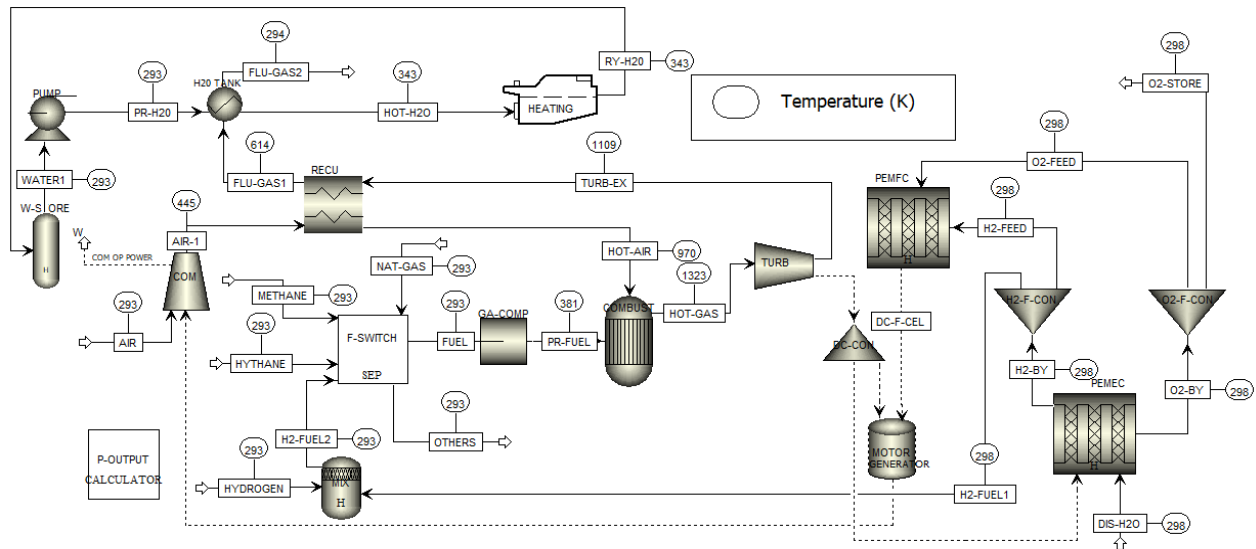 294
298
293
FLU-GAS2
343
RY-H20
343
O2-STORE
PUMP
H20 TANK
Temperature (K)
PR-H20
HOT-H2O
HEATING
298
614
1109
O2-FEED
WATER1
293
RECU
PEMFC
FLU-GAS1
TURB-EX
298
445
H2-FEED
W-S ORE
W
AIR-1
HOT-AIR
970
H
COM OP POWER
NAT-GAS
293
1323
TURB
H
COM
293
METHANE
293
293
381
COMBUST
HOT-GAS
H2-F-CON
O2-F-CON
AIR
293
F-SWITCH
GA-COMP
DC-F-CEL
FUEL
PR-FUEL
DC-CON
HYTHANE
SEP
H2-BY
298
O2-BY
298
293
PEMEC
P-OUTPUT
CALCULATOR
293
H2-FUEL2
293
OTHERS
MOTOR
GENERATOR
298
H
HYDROGEN
MIX
H
H2-FUEL1
DIS-H2O
298